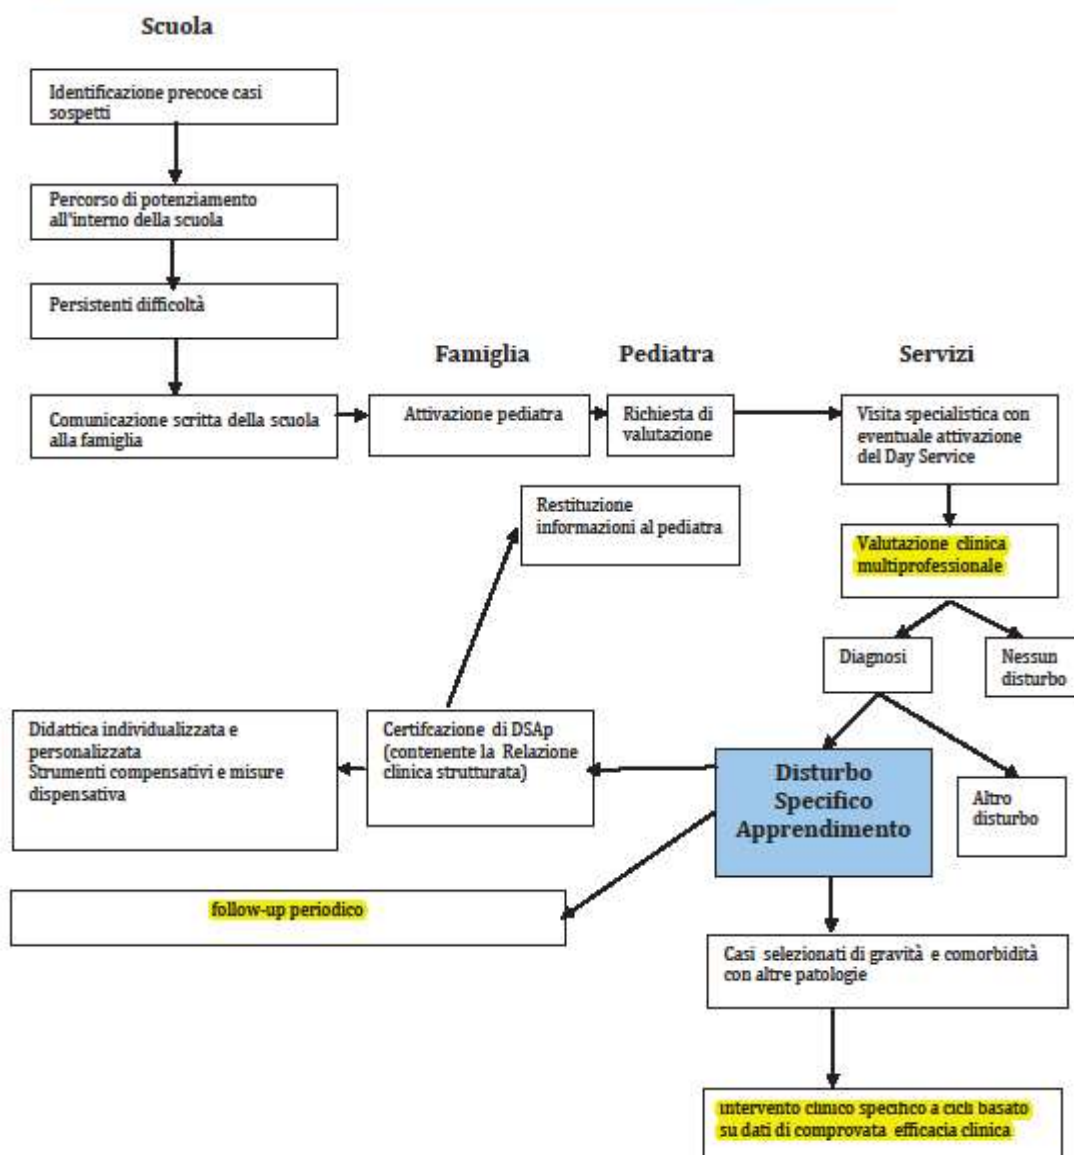 Scuola
Identificazione precoce casi
sospetti
Percorso di potenziamento
all'interno della scuola
Persistenti difficoltà
Famiglia
Pediatra
Servizi
Comunicazione scritta della scuola
alla famiglia
Attivazione pediatra
Richiesta di
valutazione
Visita specialistica con
eventuale attivazione
del Day Service
Restituzione
informazioni al pediatra
Valutazione clinica
multiprofessionale
Diagnosi
Nessun
disturbo
Didattica individualizzata e
personalizzata
Strumenti compensativi e misure
dispensativa
Certifcazione di DSAp
(contenente la Relazione
clinica strutturata)
Disturbo
Specifico
Apprendimento
Altro
disturbo
follow-up periodico
Casi selezionati di gravità e comorbidità
con altre patologie
intervento clinico specifico a cicli basato
su dati di comprovata efficacia clinica